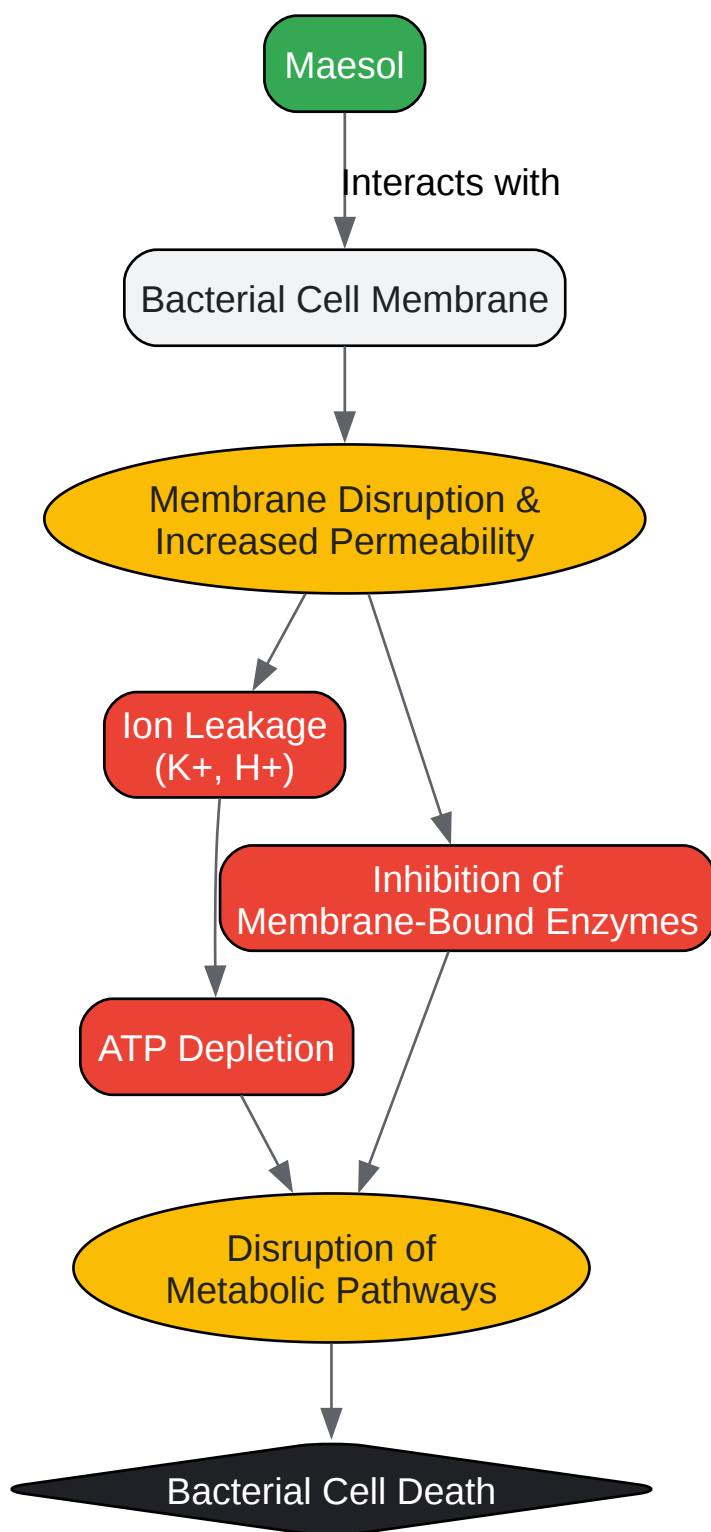 Maesol
Interacts with
Bacterial Cell Membrane
Membrane Disruption &
Increased Permeability
Ion Leakage
(K+, H+)
Inhibition of
Membrane-Bound Enzymes
ATP Depletion
Disruption of
Metabolic Pathways
Bacterial Cell Death